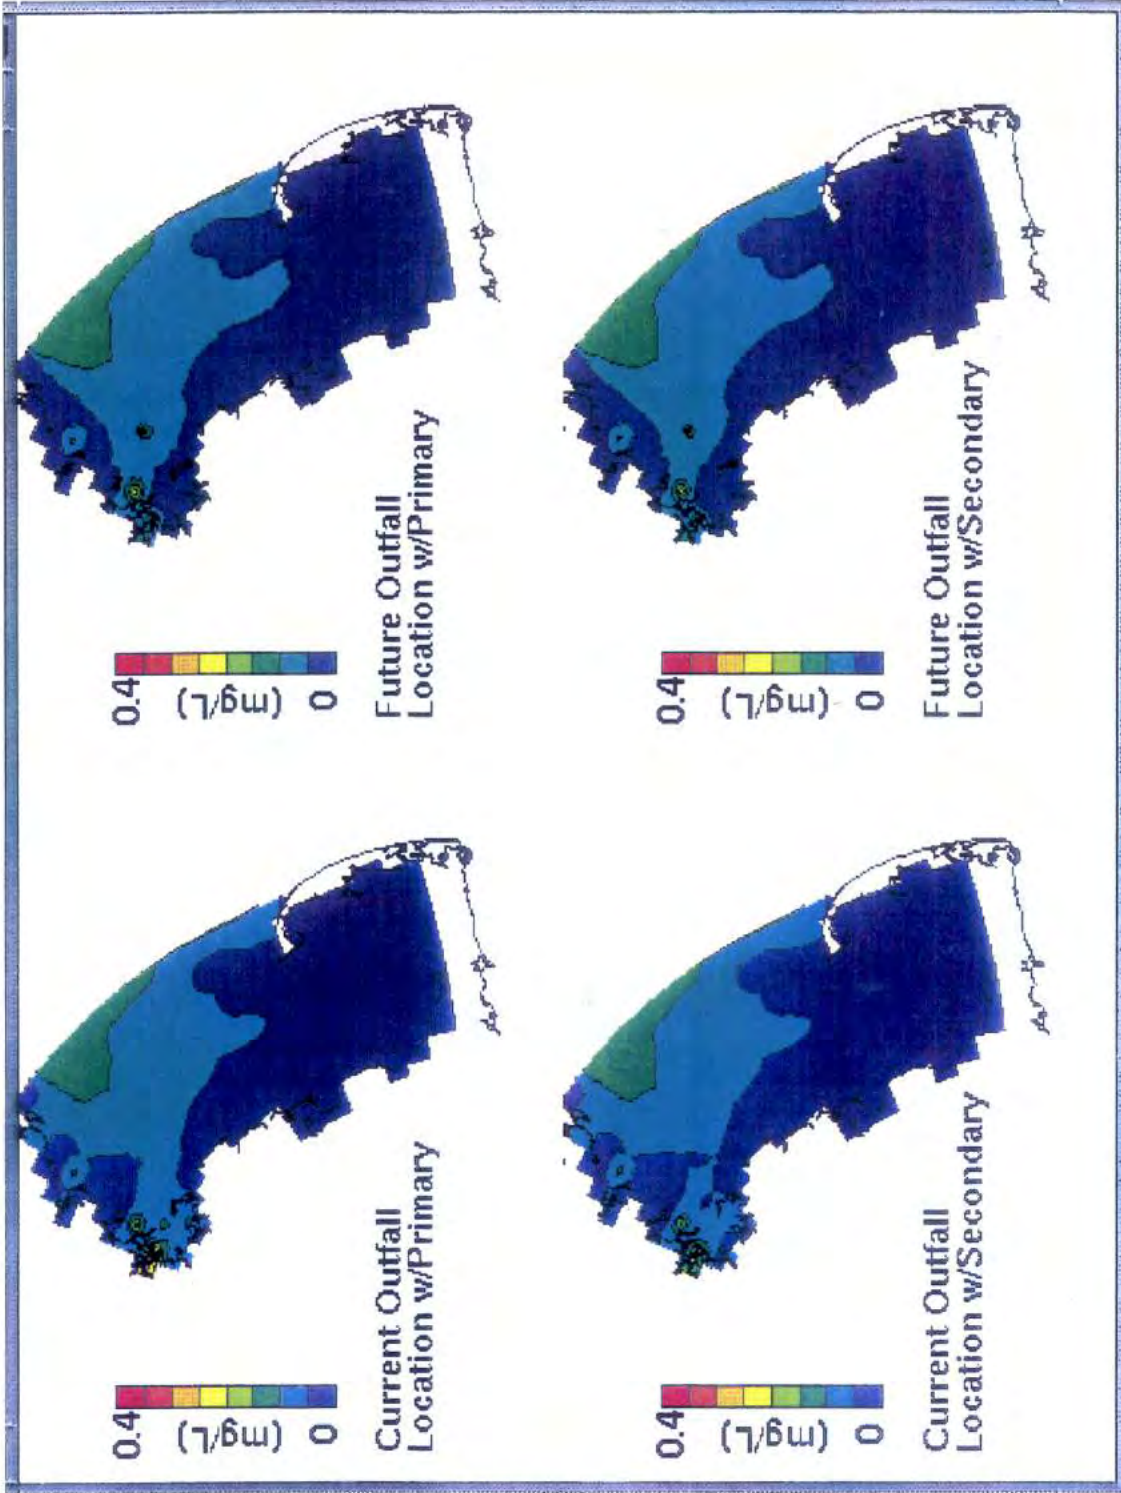 0.4
(mg/L)
0
Current Outfall
Location w/Primary
0.4
(mg/L)
0
Future Outfall
Location w/Primary
0.4
(mg/L)
0
Current Outfall
Location w/Secondary
0.4
(mg/L)
0
Future Outfall
Location w/Secondary